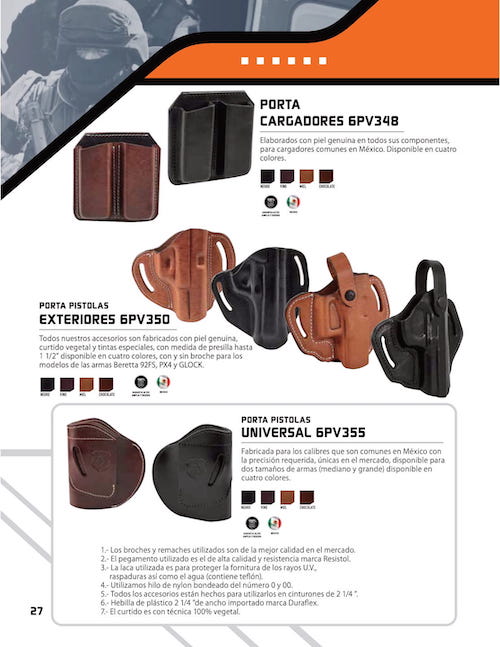 PORTA
CARGADORES 6PV348
Elaborados con piel genuina en todos sus componentes,
para cargadores comunes en México. Disponible en cuatro
colores.
NEGRO VINO MIEL CHOCOLATE
MEXICO
PORTA PISTOLAS
EXTERIORES 6PV350
Todos nuestros accesorios son fabricados con piel genuina,
curtido vegetal y tintas especiales, con medida de presilla hasta
1 1/2" disponible en cuatro colores, con y sin broche para los
modelos de las armas Beretta 92FS, PX4 y GLOCK.
NEGRO VINO MIEL CHOCOLATE
MEXICO
PORTA PISTOLAS
UNIVERSAL 6PV355
Fabricada para los calibres que son comunes en México con
la precisión requerida, únicas en el mercado, disponible para
dos tamaños de armas (mediano y grande) disponible en
cuatro colores.
NEGRO VINO MIEL CHOCOLATE
MEXICO
1.- Los broches y remaches utilizados son de la mejor calidad en el mercado.
2.- El pegamento utilizado es el de alta calidad y resistencia marca Resistol.
3.- La laca utilizada es para proteger la fornitura de los rayos U.V.,
raspaduras así como el agua (contiene teflón).
4.- Utilizamos hilo de nylon bondeado del número 0 y 00.
5.- Todos los accesorios están hechos para utilizarlos en cinturones de 2 1/4 ".
6.- Hebilla de plástico 2 1/4 "de ancho importado marca Duraflex.
7.- El curtido es con técnica 100% vegetal.
27